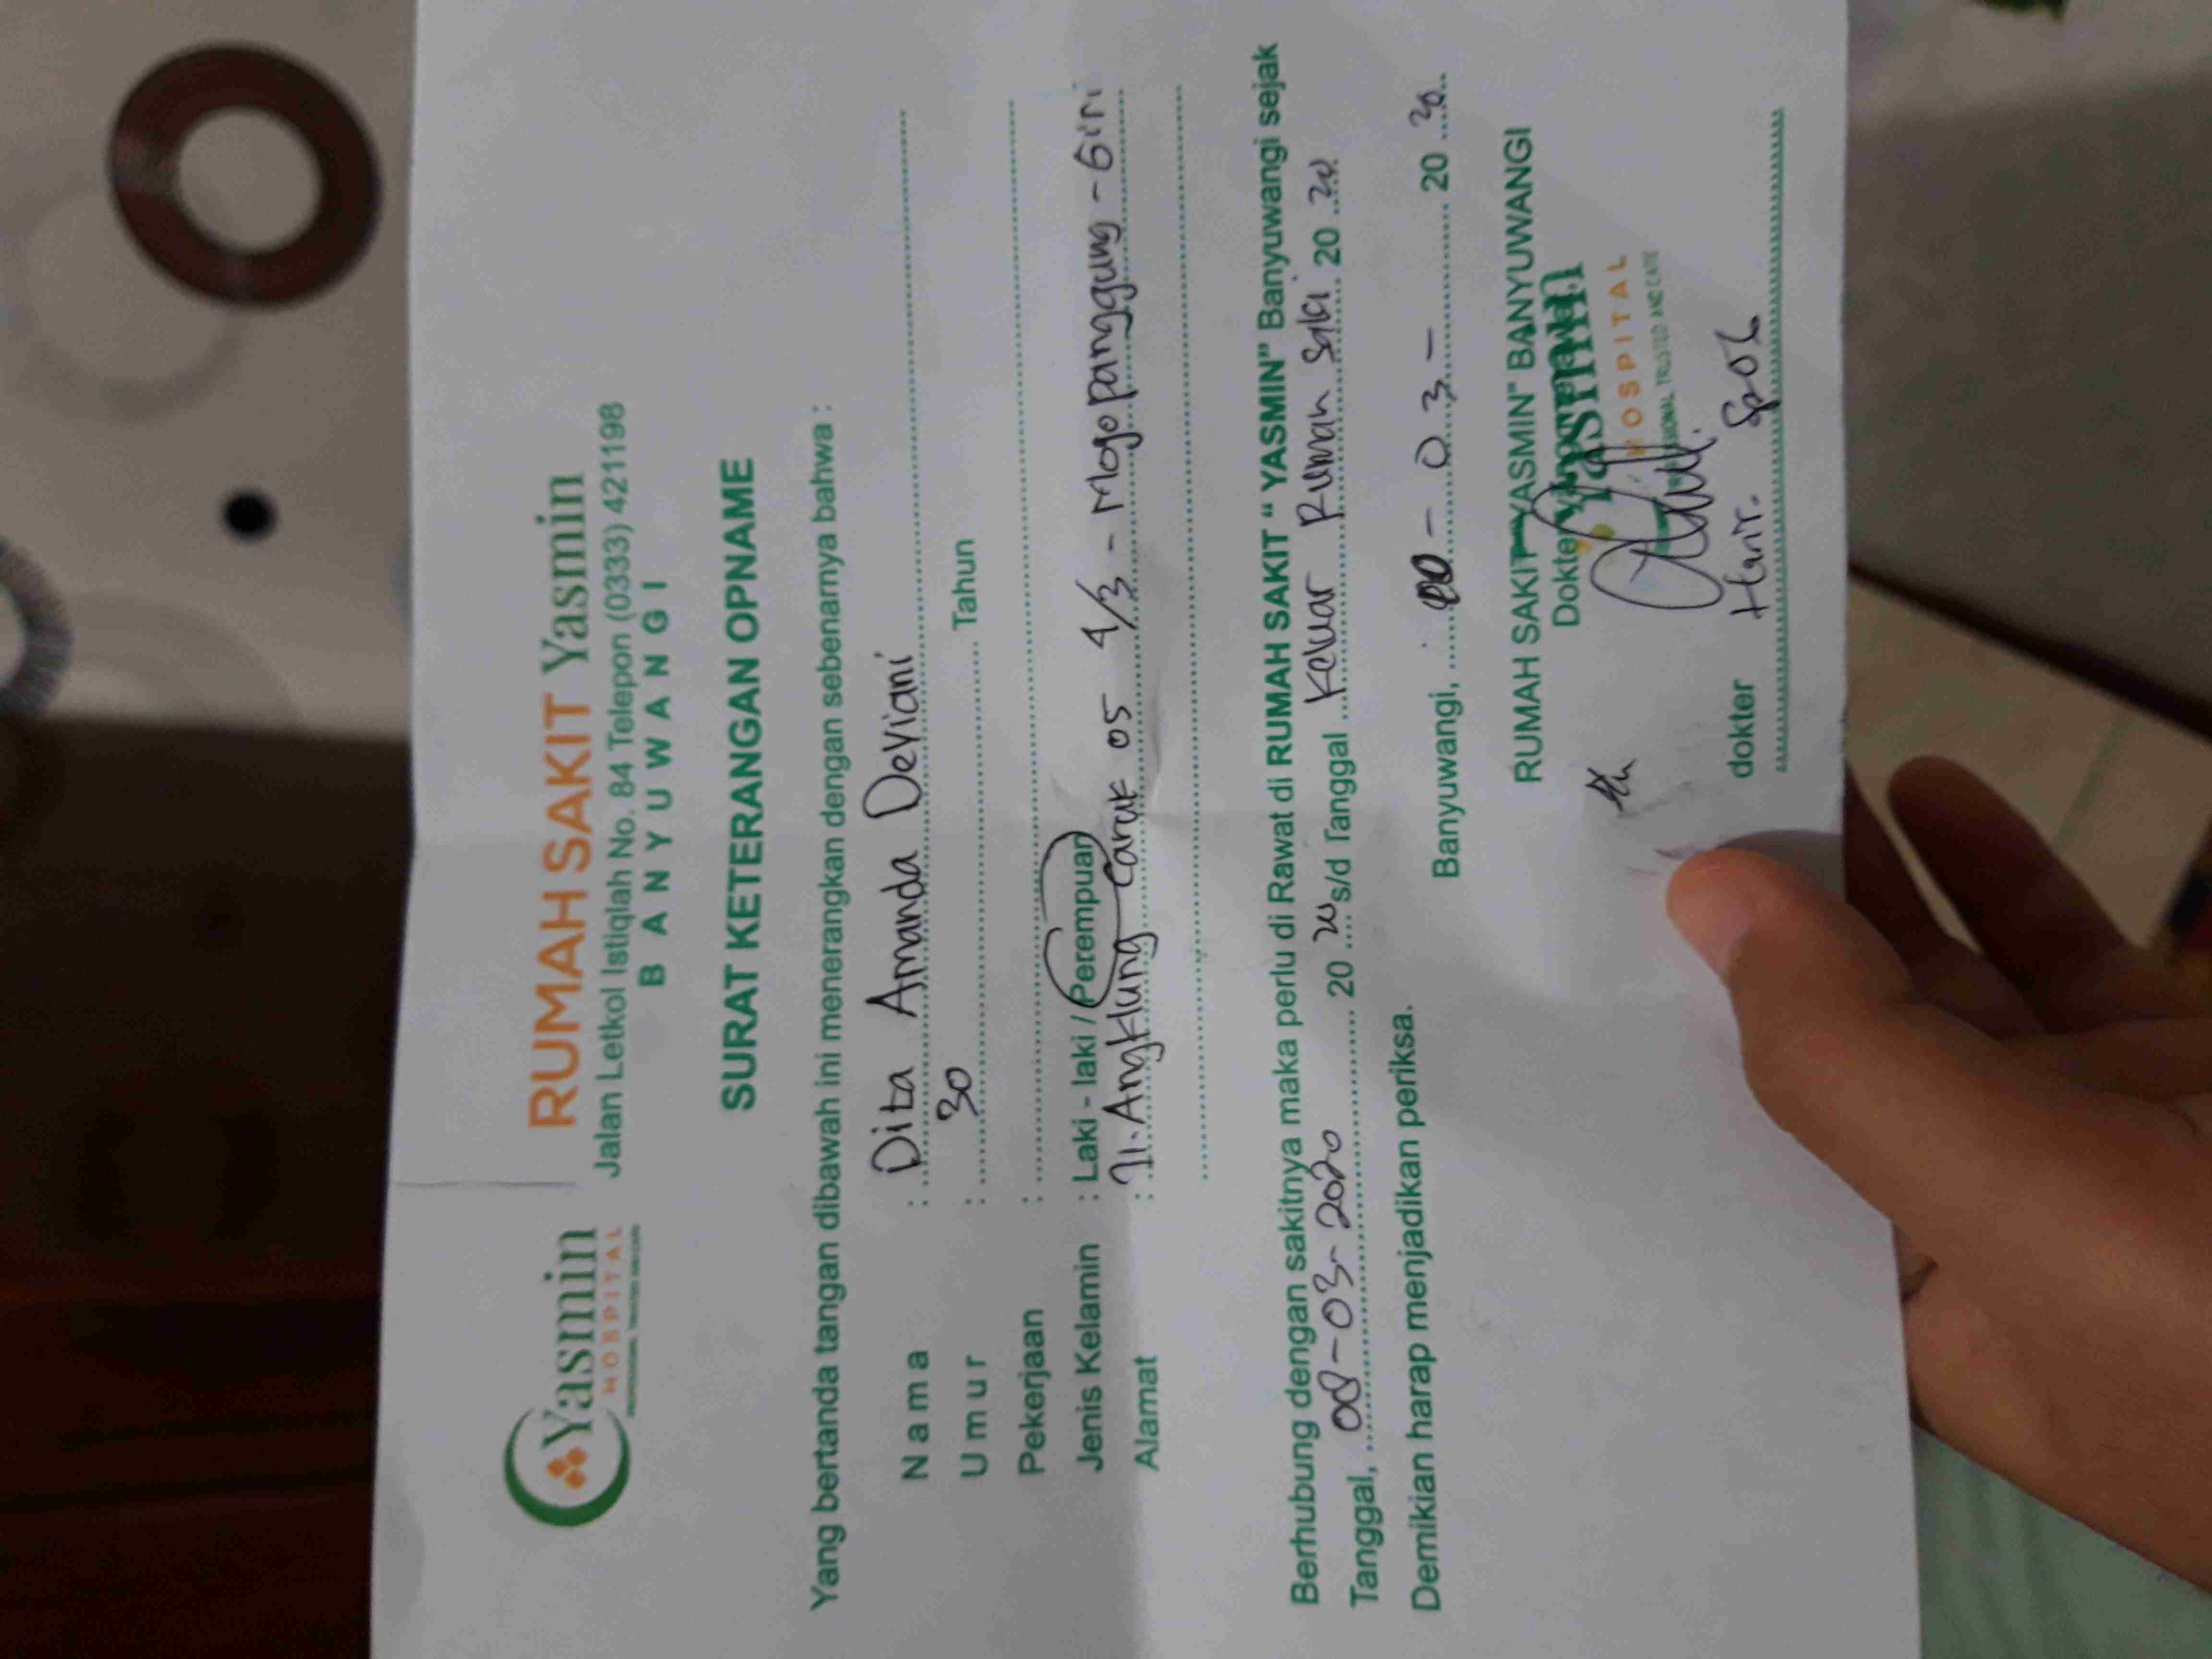 Yasmin
HOSPITAL
PROFESSIONAL TRUSTED AND CARE
RUMAH SAKIT Yasmin
Jalan Letkol Istiqlah No. 84 Telepon (0333) 421198
BANYUWANGI
SURAT KETERANGAN OPNAME
Yang bertanda tangan dibawah ini menerangkan dengan sebenarnya bahwa :
Nama : Dita Amanda Deviani
Umur : 30 Tahun
Pekerjaan :
Jenis Kelamin : Laki - laki / Perempuan
Alamat : Jl. Angklung Caruk 05 4/3 - Mojopanggung - Giri
Berhubung dengan sakitnya maka perlu di Rawat di RUMAH SAKIT “ YASMIN” Banyuwangi sejak
Tanggal, 08-03-2020 20 20 s/d Tanggal Keluar Rumah Sakit 20 20
Demikian harap menjadikan periksa.
Banyuwangi, - 03 - 20 20
RUMAH SAKIT "YASMIN" BANYUWANGI
Dokter yang merawat,
Yasmin
HOSPITAL
PROFESSIONAL TRUSTED AND CARE
dokter SpOG